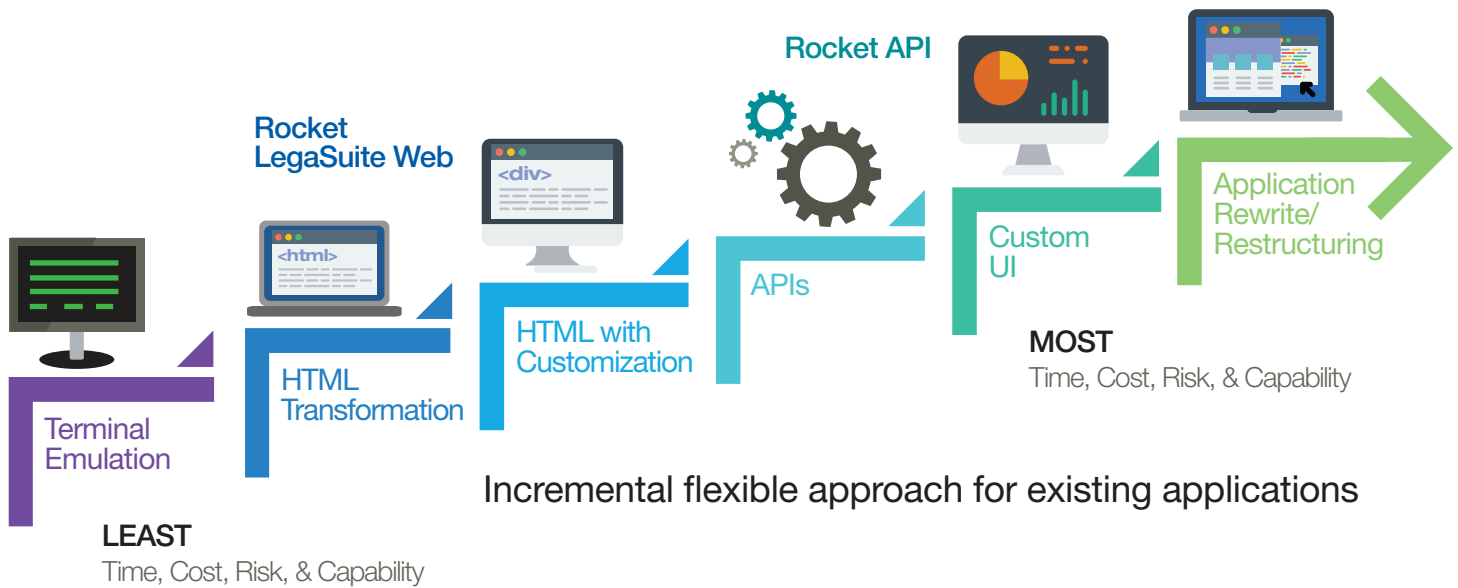 Rocket API
Rocket
LegaSuite Web
<div>
<html>
Terminal
Emulation
HTML
Transformation
HTML with
Customization
APIs
Custom
UI
Application
Rewrite/
Restructuring
MOST
Time, Cost, Risk, & Capability
Incremental flexible approach for existing applications
LEAST
Time, Cost, Risk, & Capability